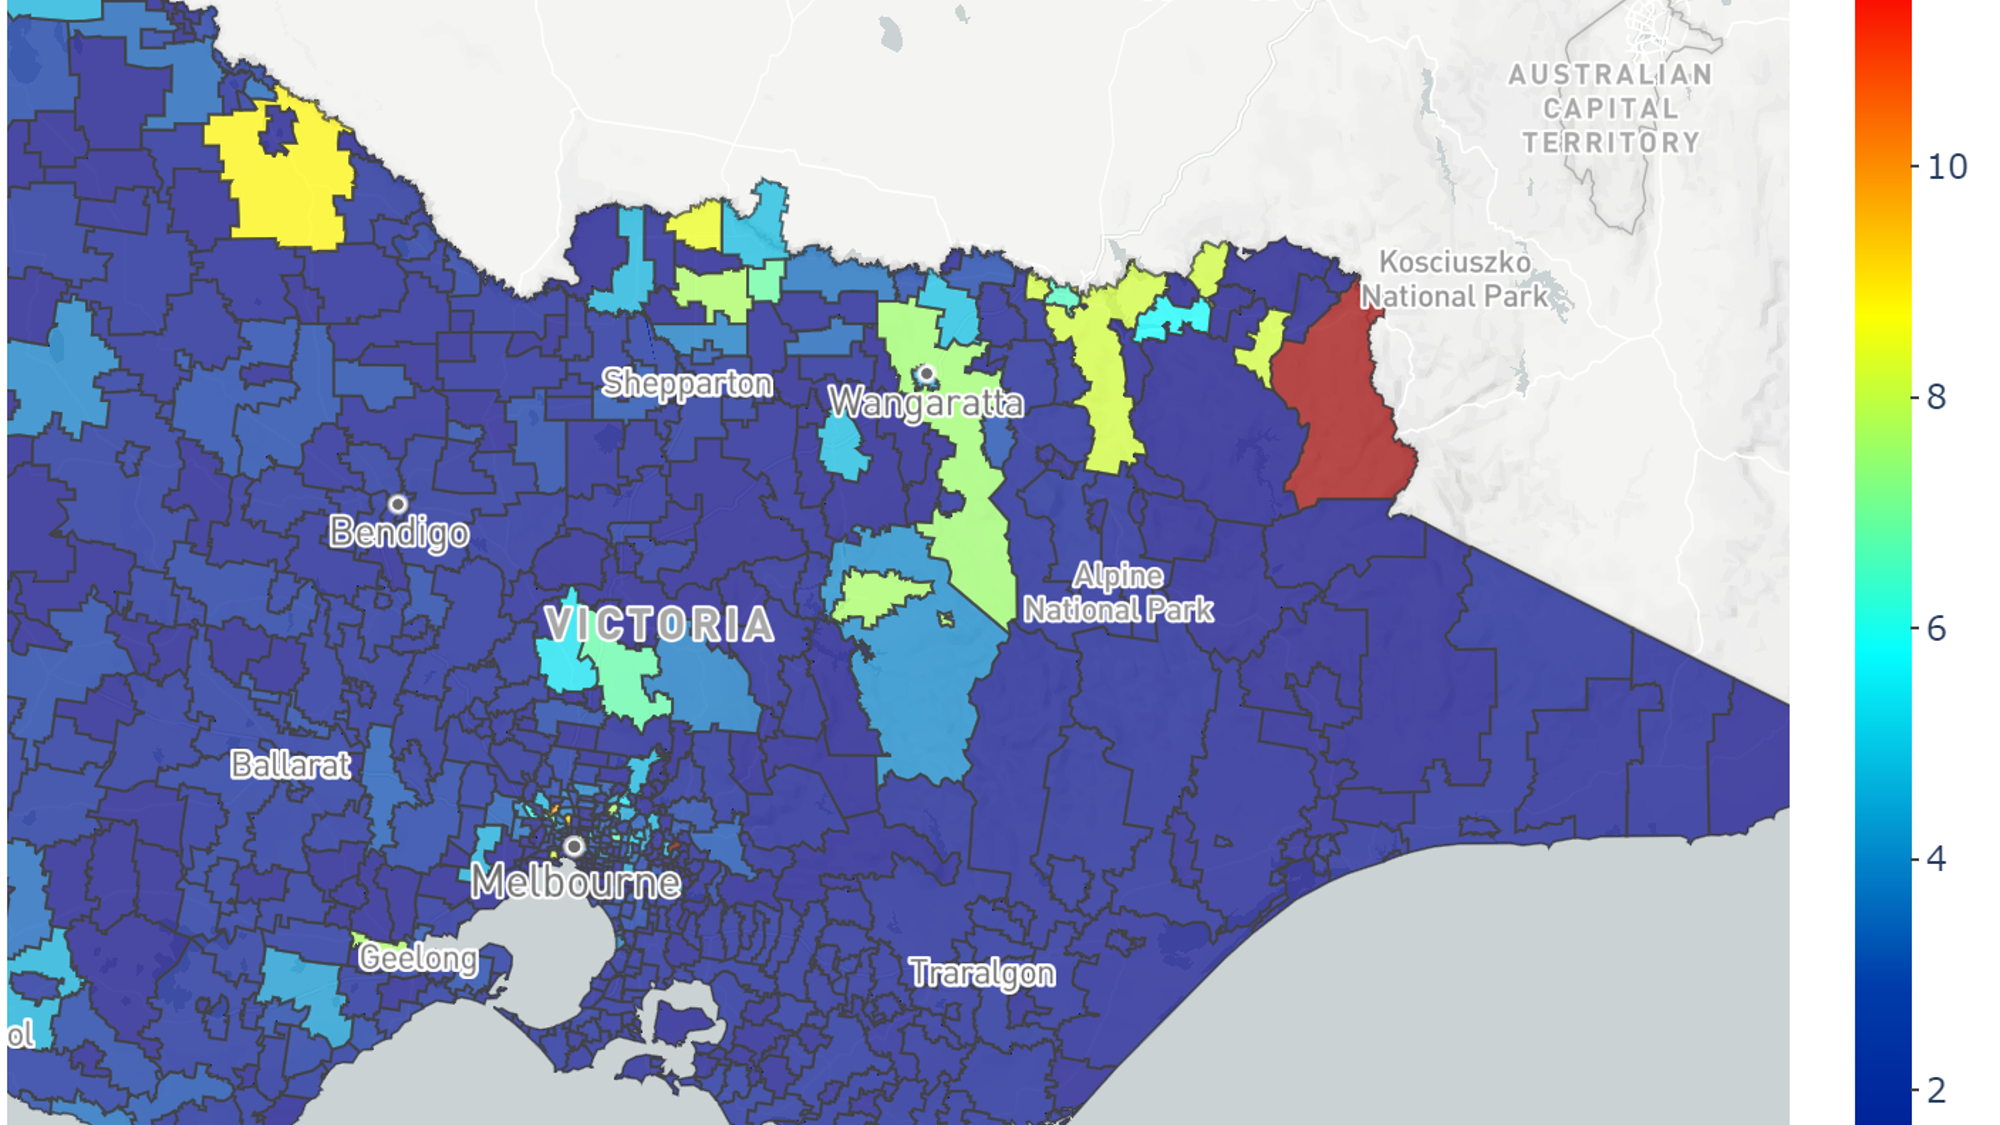 AUSTRALIAN
CAPITAL
TERRITORY
10
Kosciuszko
National Park
Shepparton
8
Wangaratta
Bendigo
Alpine
National Park
VICTORIA
6
Ballarat
4
Melbourne
Geelong
Traralgon
ol
2